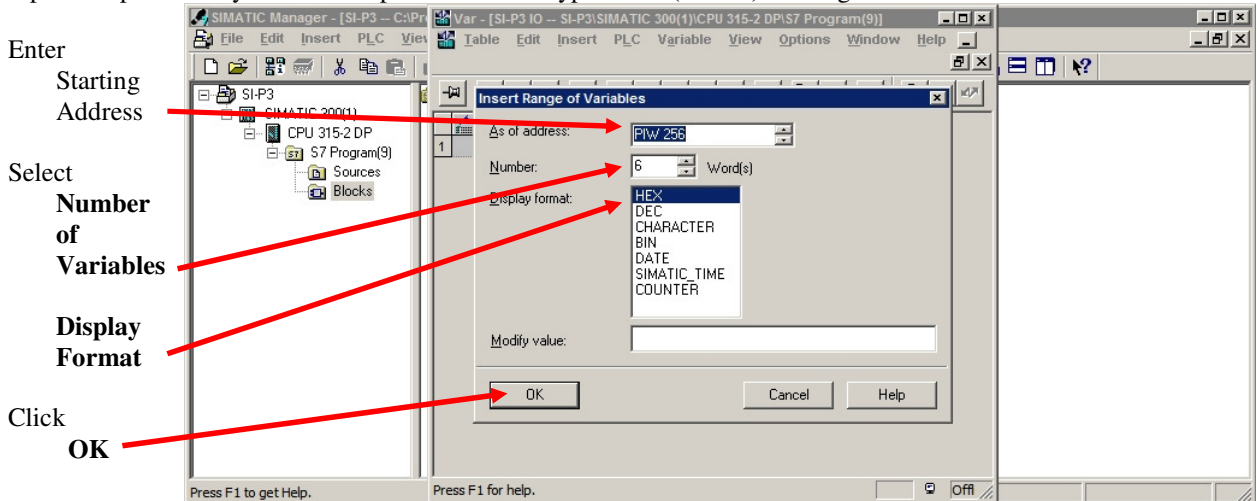 Enter
Starting
Address
Select
Number
of
Variables
Display
Format
Click
OK
SIMATIC Manager - [SI-P3 -- C:\Pr
File Edit Insert PLC Vie
SI-P3
SIMATIC 300(1)
CPU 315-2 DP
S7 Program(9)
Sources
Blocks
Press F1 to get Help.
Var - [SI-P3 IO -- SI-P3\SIMATIC 300(1)\CPU 315-2 DP\S7 Program(9)]
Table Edit Insert PLC Variable View Options Window Help
1
Insert Range of Variables
As of address: PIW 256
Number: 6 Word(s)
Display format: HEX
DEC
CHARACTER
BIN
DATE
SIMATIC_TIME
COUNTER
Modify value:
OK Cancel Help
Press F1 for help. Offl